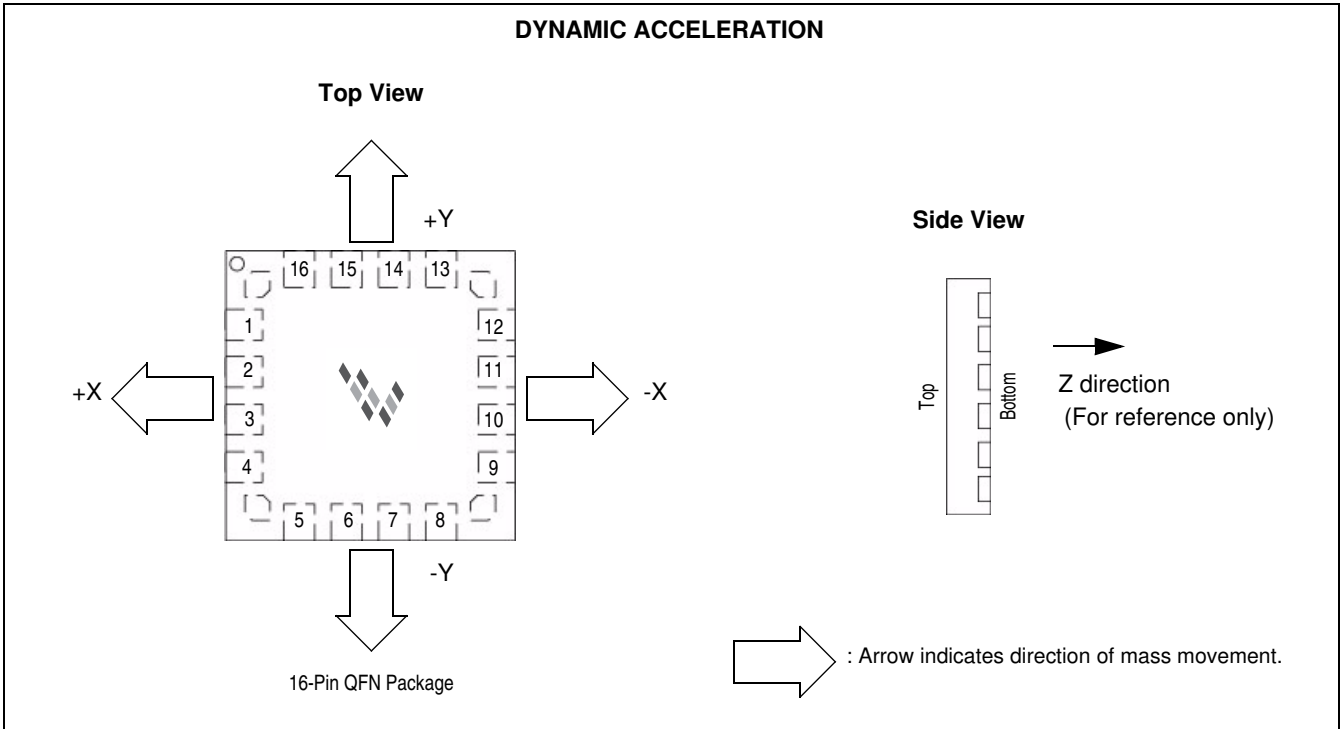 DYNAMIC ACCELERATION
Top View
+Y
16 15 14 13
1
2
3
4
12
11
10
9
5 6 7 8
+X
-X
-Y
16-Pin QFN Package
Side View
Top
Bottom
Z direction
(For reference only)
: Arrow indicates direction of mass movement.